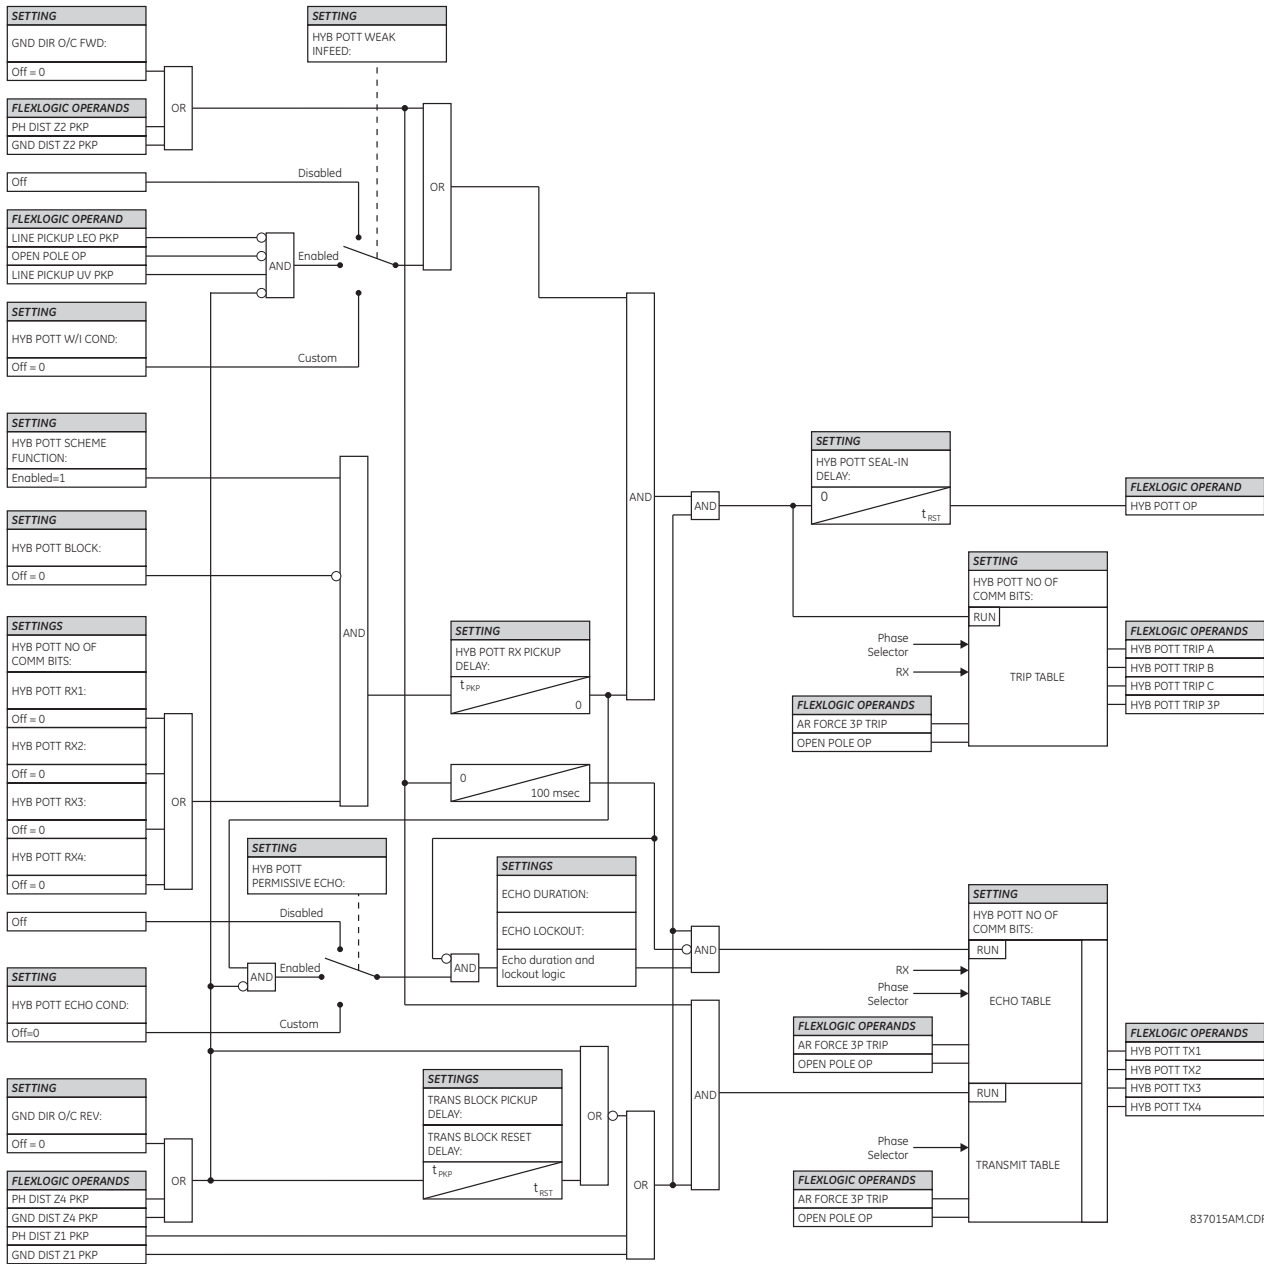 SETTING
GND DIR O/C FWD:
Off = 0
FLEXLOGIC OPERANDS
PH DIST Z2 PKP
GND DIST Z2 PKP
OR
SETTING
HYB POTT WEAK
INFEED:
Off
Disabled
FLEXLOGIC OPERAND
LINE PICKUP LEO PKP
OPEN POLE OP
LINE PICKUP UV PKP
AND
Enabled
OR
SETTING
HYB POTT W/I COND:
Off = 0
Custom
SETTING
HYB POTT SCHEME
FUNCTION:
Enabled=1
SETTING
HYB POTT BLOCK:
Off = 0
SETTINGS
HYB POTT NO OF
COMM BITS:
HYB POTT RX1:
Off = 0
HYB POTT RX2:
Off = 0
HYB POTT RX3:
Off = 0
HYB POTT RX4:
Off = 0
OR
AND
SETTING
HYB POTT RX PICKUP
DELAY:
tPKP
0
0
100 msec
AND
AND
SETTING
HYB POTT SEAL-IN
DELAY:
0
tRST
FLEXLOGIC OPERAND
HYB POTT OP
SETTING
HYB POTT NO OF
COMM BITS:
RUN
Phase
Selector
RX
TRIP TABLE
FLEXLOGIC OPERANDS
AR FORCE 3P TRIP
OPEN POLE OP
FLEXLOGIC OPERANDS
HYB POTT TRIP A
HYB POTT TRIP B
HYB POTT TRIP C
HYB POTT TRIP 3P
Off
Disabled
SETTING
HYB POTT
PERMISSIVE ECHO:
AND
Enabled
SETTING
HYB POTT ECHO COND:
Off=0
Custom
AND
SETTINGS
ECHO DURATION:
ECHO LOCKOUT:
Echo duration and
lockout logic
AND
SETTING
HYB POTT NO OF
COMM BITS:
RUN
RX
Phase
Selector
ECHO TABLE
FLEXLOGIC OPERANDS
AR FORCE 3P TRIP
OPEN POLE OP
RUN
Phase
Selector
TRANSMIT TABLE
FLEXLOGIC OPERANDS
AR FORCE 3P TRIP
OPEN POLE OP
FLEXLOGIC OPERANDS
HYB POTT TX1
HYB POTT TX2
HYB POTT TX3
HYB POTT TX4
SETTING
GND DIR O/C REV:
Off = 0
FLEXLOGIC OPERANDS
PH DIST Z4 PKP
GND DIST Z4 PKP
PH DIST Z1 PKP
GND DIST Z1 PKP
OR
SETTINGS
TRANS BLOCK PICKUP
DELAY:
TRANS BLOCK RESET
DELAY:
tPKP
tRST
OR
OR
AND
837015AM.CDR